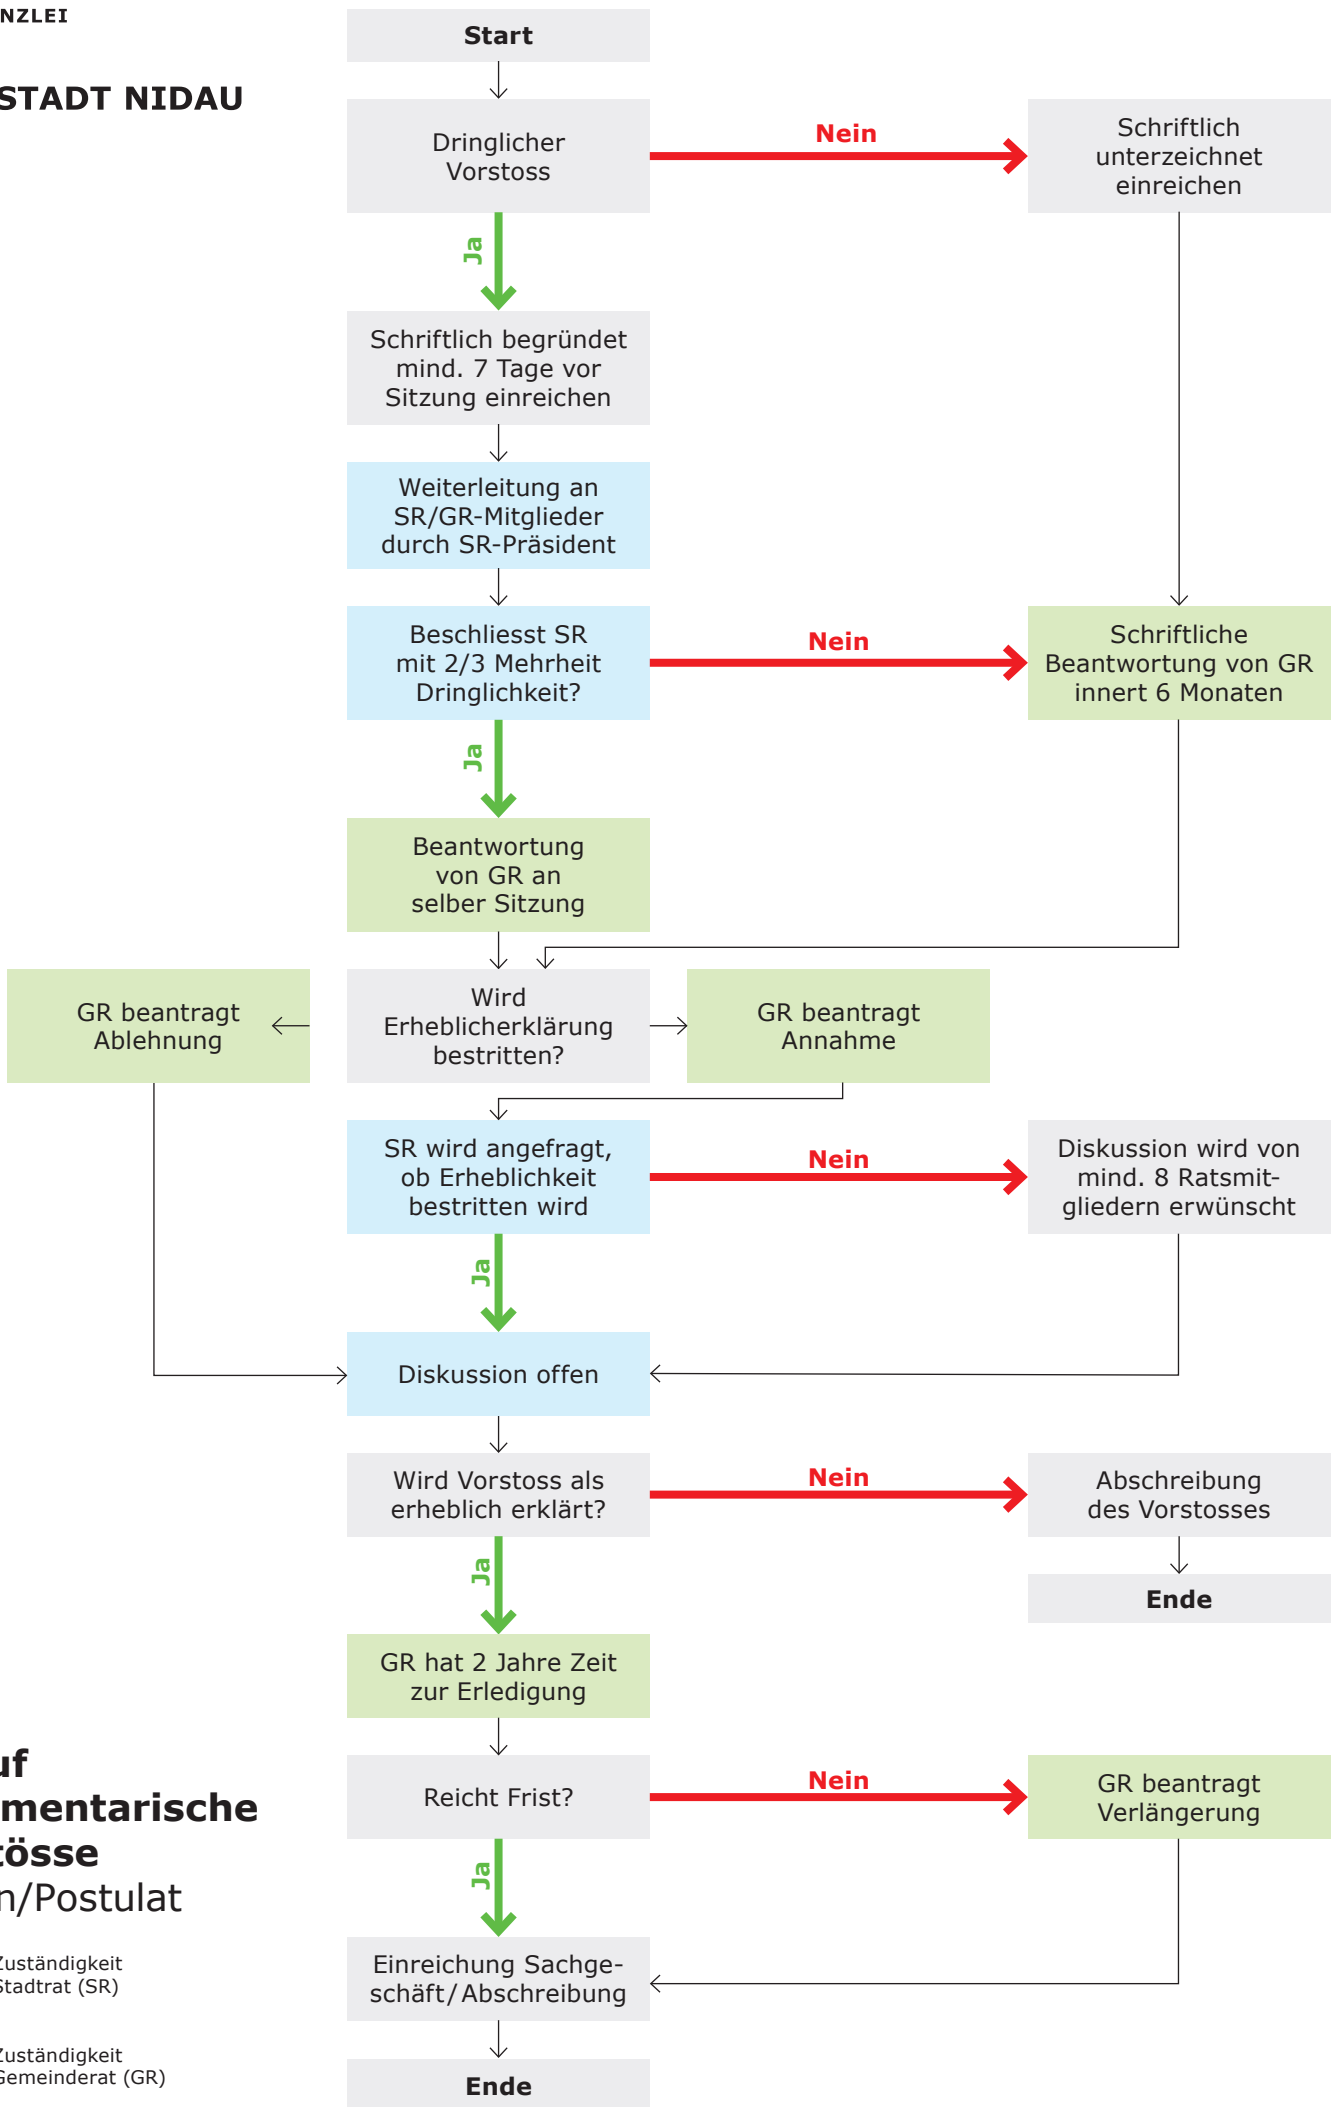 NZLEI
STADT NIDAU
Start
Dringlicher
Vorstoss
Nein
Schriftlich
unterzeichnet
einreichen
Ja
Schriftlich begründet
mind. 7 Tage vor
Sitzung einreichen
Weiterleitung an
SR/GR-Mitglieder
durch SR-Präsident
Beschliesst SR
mit 2/3 Mehrheit
Dringlichkeit?
Nein
Schriftliche
Beantwortung von GR
innert 6 Monaten
Ja
Beantwortung
von GR an
selber Sitzung
GR beantragt
Ablehnung
Wird
Erheblicherklärung
bestritten?
GR beantragt
Annahme
SR wird angefragt,
ob Erheblichkeit
bestritten wird
Nein
Diskussion wird von
mind. 8 Ratsmit-
gliedern erwünscht
Ja
Diskussion offen
Wird Vorstoss als
erheblich erklärt?
Nein
Abschreibung
des Vorstosses
Ende
Ja
GR hat 2 Jahre Zeit
zur Erledigung
Reicht Frist?
Nein
GR beantragt
Verlängerung
Ja
Einreichung Sachge-
schäft/Abschreibung
Ende
uf
mentarische
tösse
n/Postulat
Zuständigkeit
Stadtrat (SR)
Zuständigkeit
Gemeinderat (GR)